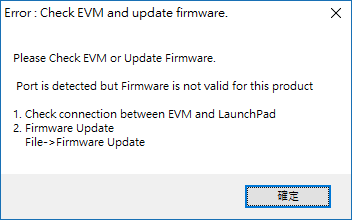 Error : Check EVM and update firmware.
Please Check EVM or Update Firmware.
Port is detected but Firmware is not valid for this product
1. Check connection between EVM and LaunchPad
2. Firmware Update
File->Firmware Update
確定